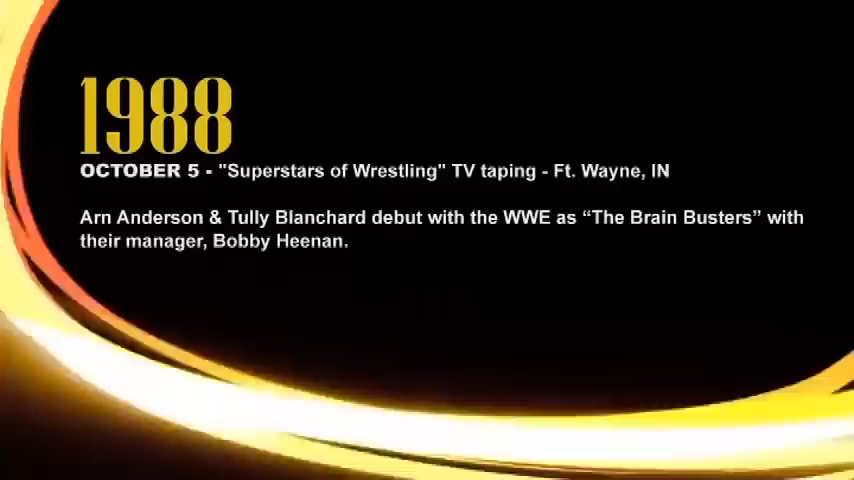 1988
OCTOBER 5 - "Superstars of Wrestling" TV taping - Ft. Wayne, IN
Arn Anderson & Tully Blanchard debut with the WWE as “The Brain Busters” with
their manager, Bobby Heenan.